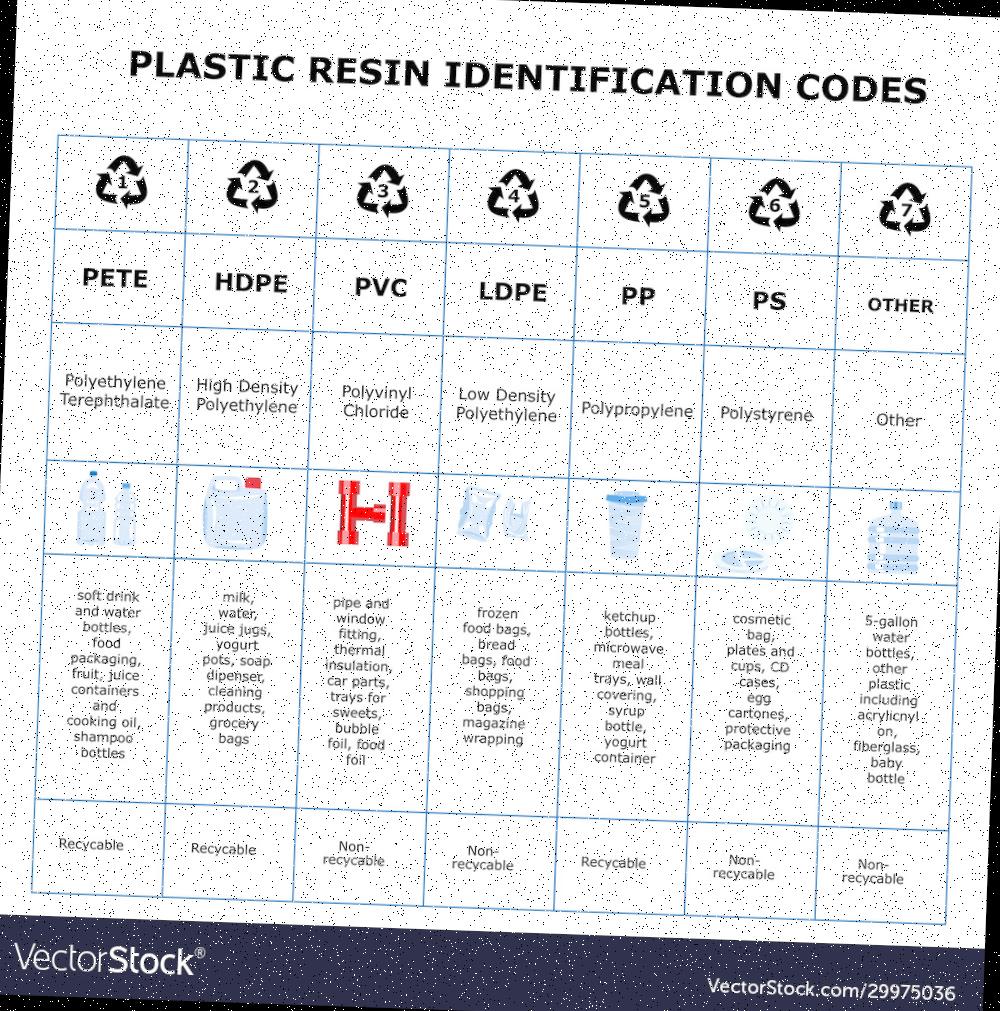 PLASTIC RESIN IDENTIFICATION CODES
1
2
3
4
5
6
7
PETE
HDPE
PVC
LDPE
PP
PS
OTHER
Polyethylene
Terephthalate
High Density
Polyethylene
Polyvinyl
Chloride
Low Density
Polyethylene
Polypropylene
Polystyrene
Other
soft drink
and water
bottles,
food
packaging,
fruit, juice
containers
and
cooking oil,
shampoo
bottles
milk,
water,
juice jugs,
yogurt
pots, soap
dipenser,
cleaning
products,
grocery
bags
pipe and
window
fitting,
thermal
insulation,
car parts,
trays for
sweets,
bubble
foil, food
foil
frozen
food bags,
bread
bags, food
bags,
shopping
bags,
magazine
wrapping
ketchup
bottles,
microwave
meal
trays, wall
covering,
syrup
bottle,
yogurt
container
cosmetic
bag,
plates and
cups, CD
cases,
egg
cartones,
protective
packaging
5-gallon
water
bottles,
other
plastic
including
acrylicnyl
on,
fiberglass,
baby
bottle
Recycable
Recycable
Non-
recycable
Non-
recycable
Recycable
Non-
recycable
Non-
recycable
VectorStock®
VectorStock.com/29975036